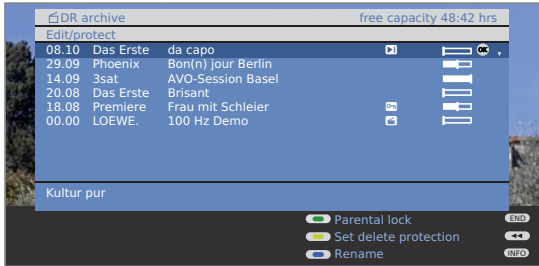 DR archive free capacity 48:42 hrs
Edit/protect
08.10 Das Erste da capo OK
29.09 Phoenix Bon(n) jour Berlin
14.09 3sat AVO-Session Basel
20.08 Das Erste Brisant
18.08 Premiere Frau mit Schleier
00.00 LOEWE. 100 Hz Demo
Kultur pur
Parental lock END
Set delete protection
Rename INFO